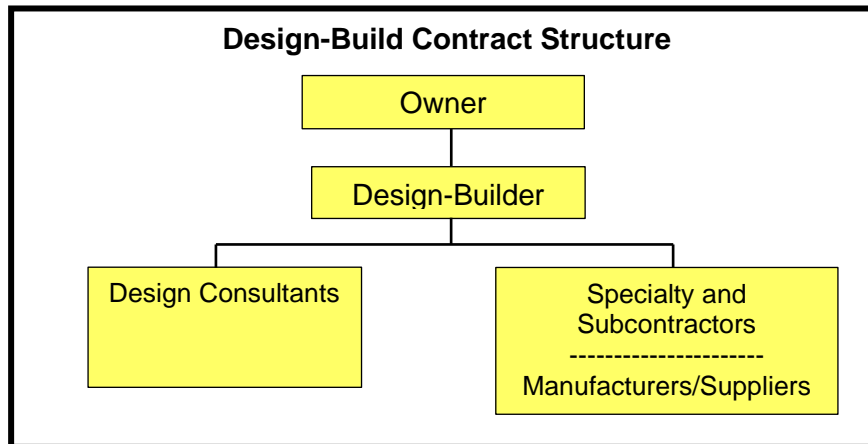 Design-Build Contract Structure
Owner
Design-Builder
Design Consultants
Specialty and
Subcontractors
----------------------
Manufacturers/Suppliers